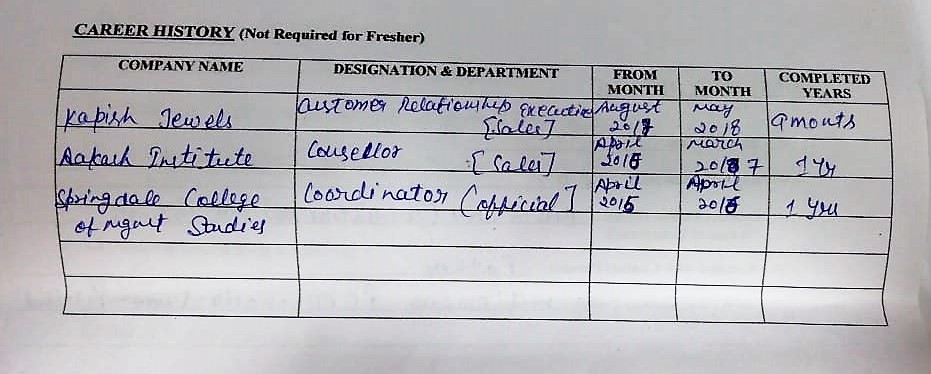 CAREER HISTORY (Not Required for Fresher)
COMPANY NAME DESIGNATION & DEPARTMENT FROM MONTH TO MONTH COMPLETED YEARS
Kapish Jewels Customer Relationship Executive [Sales] August 2017 May 2018 9 monts
Aakash Institute Cousellor [Sales] April 2016 March 2017 1 Yr
Springdale College of mgmt Studies Coordinator (official] April 2015 April 2016 1 Year